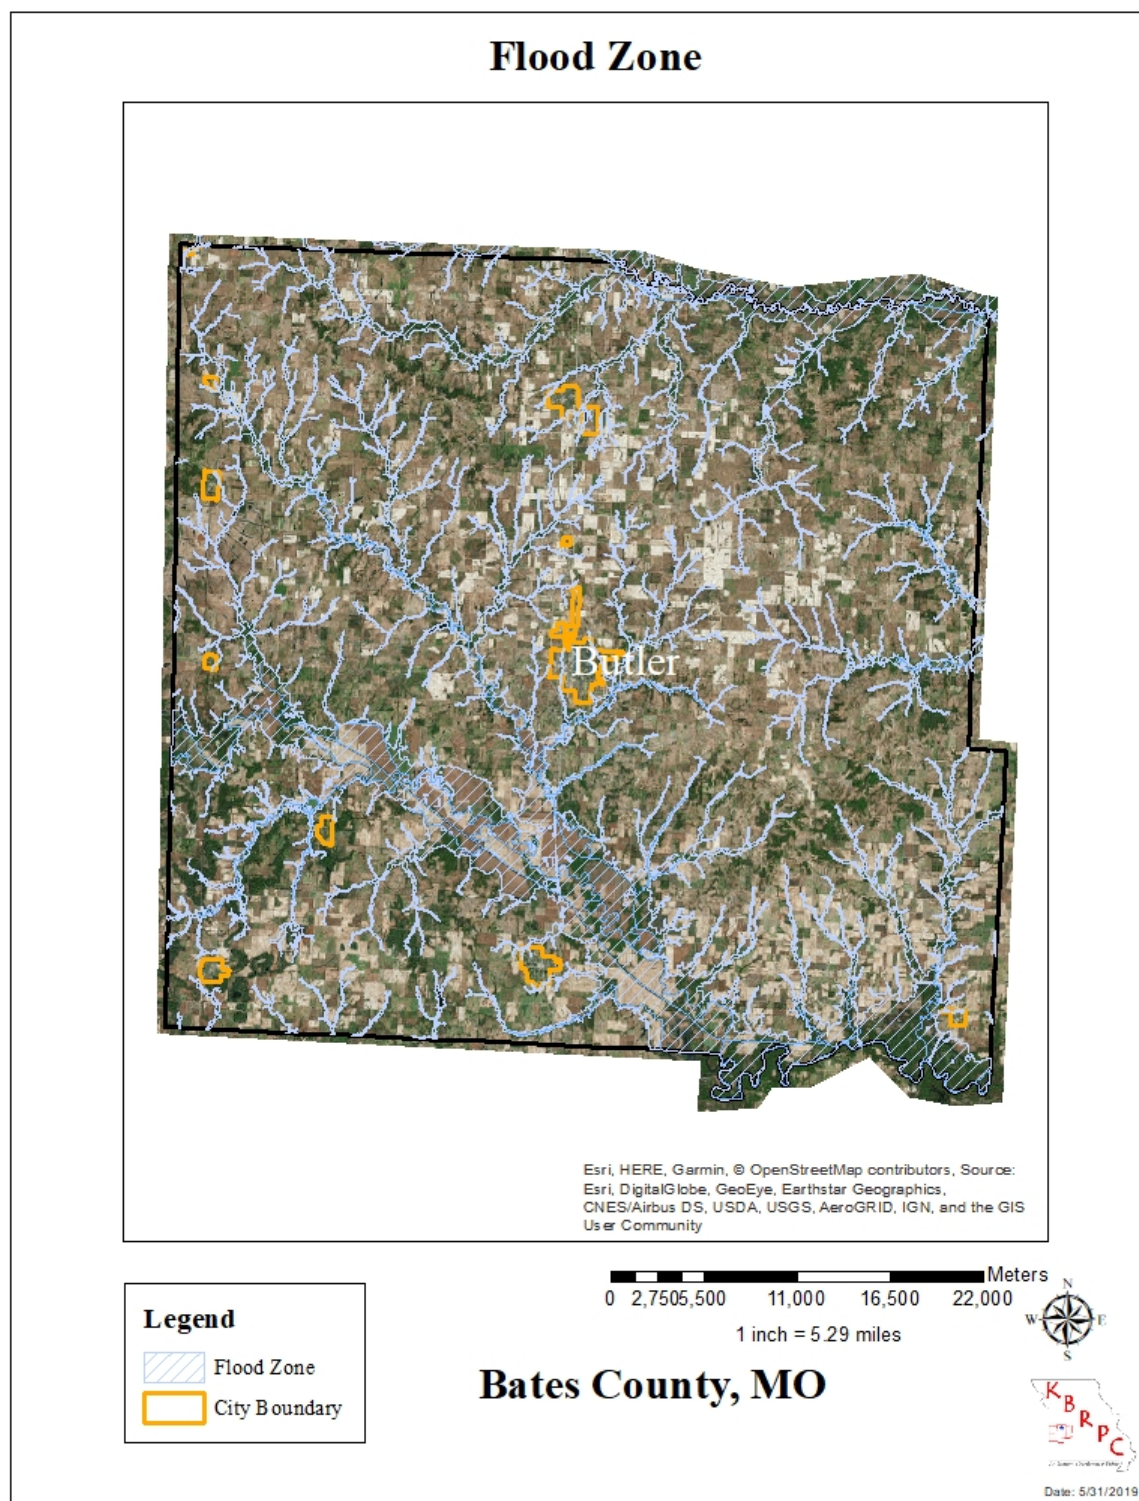 Flood Zone
Butler
Esri, HERE, Garmin, © OpenStreetMap contributors, Source:
Esri, DigitalGlobe, GeoEye, Earthstar Geographics,
CNES/Airbus DS, USDA, USGS, AeroGRID, IGN, and the GIS
User Community
Meters
0 2,750 5,500 11,000 16,500 22,000
1 inch = 5.29 miles
N
W E
S
Legend
Flood Zone
City Boundary
Bates County, MO
KBRPC
Date: 5/31/2019